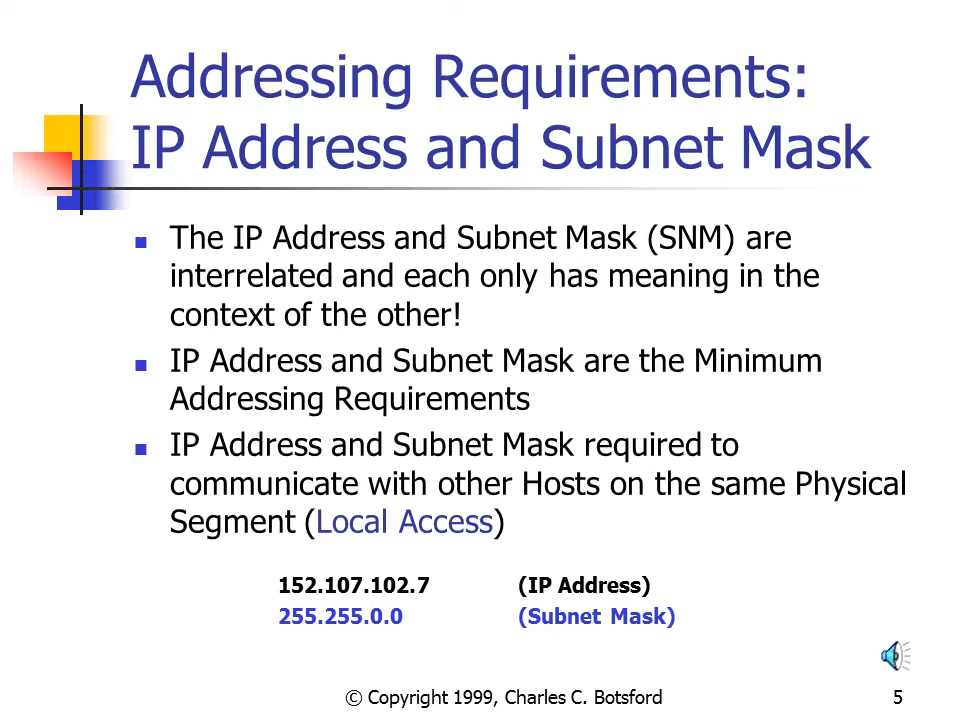 Addressing Requirements:
IP Address and Subnet Mask
The IP Address and Subnet Mask (SNM) are
interrelated and each only has meaning in the
context of the other!
IP Address and Subnet Mask are the Minimum
Addressing Requirements
IP Address and Subnet Mask required to
communicate with other Hosts on the same Physical
Segment (Local Access)
152.107.102.7 (IP Address)
255.255.0.0 (Subnet Mask)
© Copyright 1999, Charles C. Botsford 5